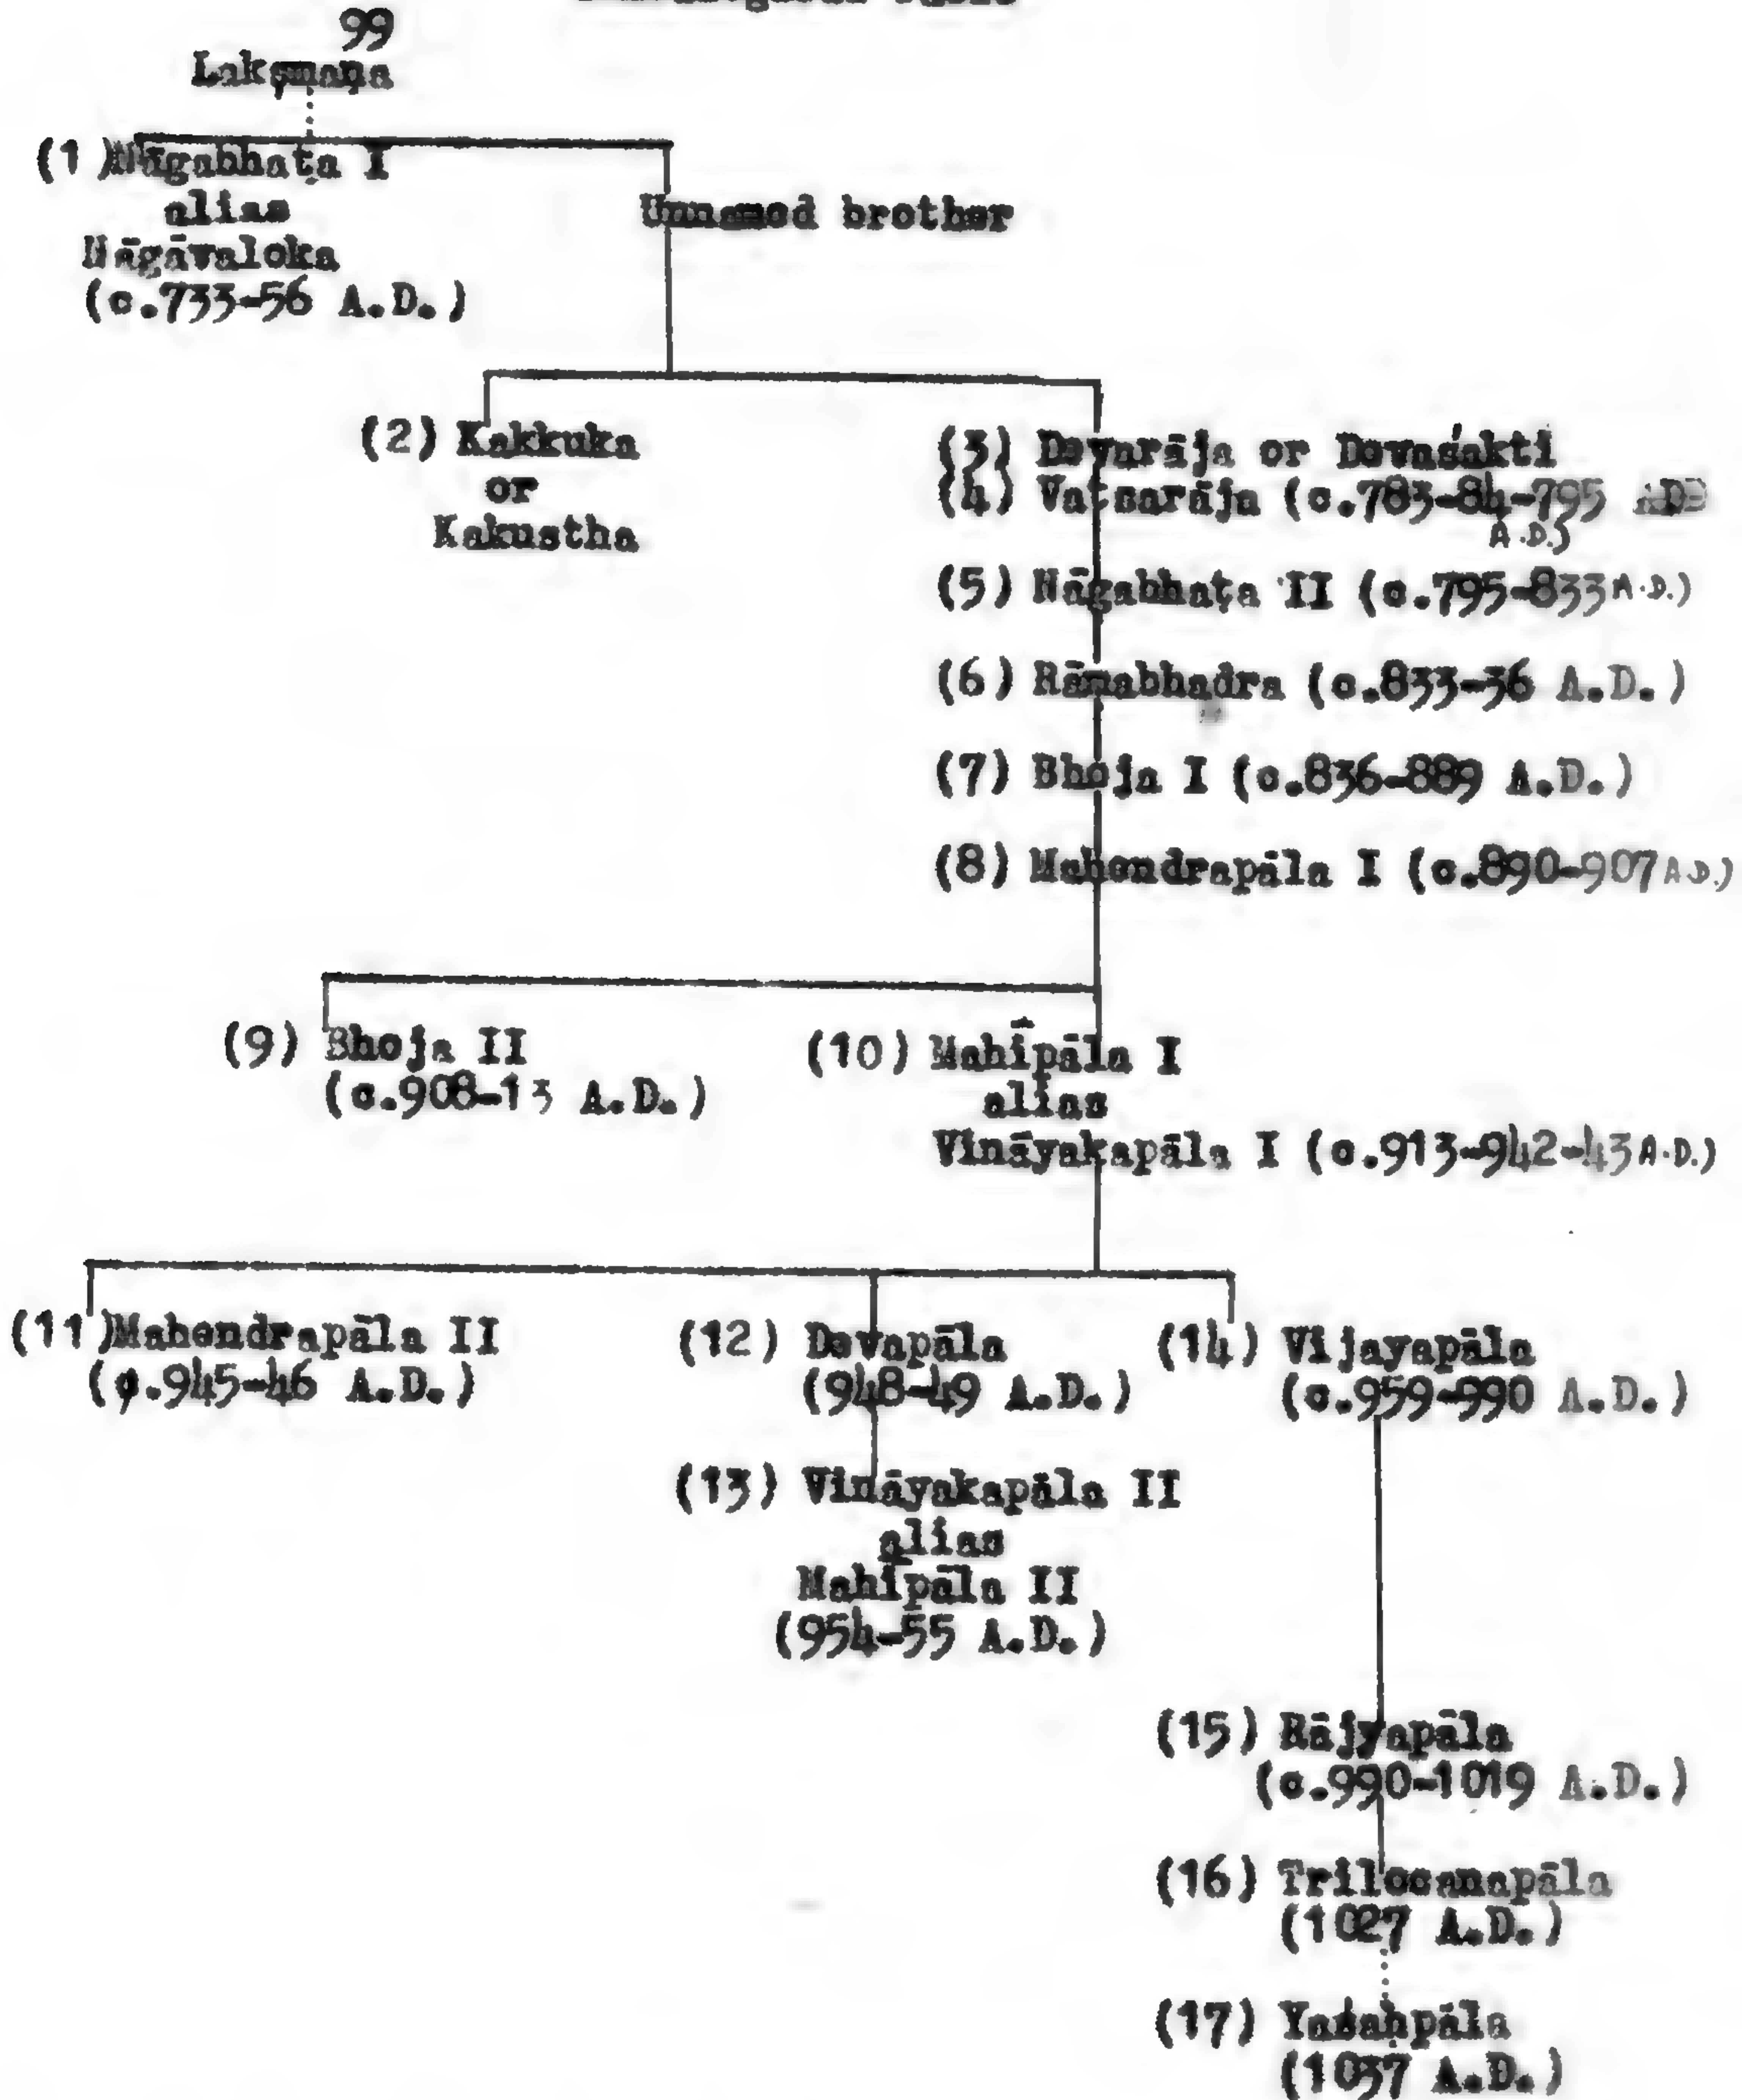 99
Lakṣmaṇa
(1) Nāgabhaṭa I
alias
Nāgāvaloka
(c.733-56 A.D.)
Unnamed brother
(2) Kakkuka
or
Kakustha
(3) Devarāja or Devaśakti
(4) Vatsarāja (c.783-84-795
A.D.)
(5) Nāgabhaṭa II (c.795-833 A.D.)
(6) Rāmabhadra (c.833-36 A.D.)
(7) Bhoja I (c.836-889 A.D.)
(8) Mahendrapāla I (c.890-907 A.D.)
(9) Bhoja II
(c.908-13 A.D.)
(10) Mahīpāla I
alias
Vināyakapāla I (c.913-942-43 A.D.)
(11) Mahendrapāla II
(c.945-46 A.D.)
(12) Devapāla
(948-49 A.D.)
(14) Vijayapāla
(c.959-990 A.D.)
(13) Vināyakapāla II
alias
Mahīpāla II
(954-55 A.D.)
(15) Rājyapāla
(c.990-1019 A.D.)
(16) Trilocanapāla
(1027 A.D.)
(17) Yaśaḥpāla
(1037 A.D.)